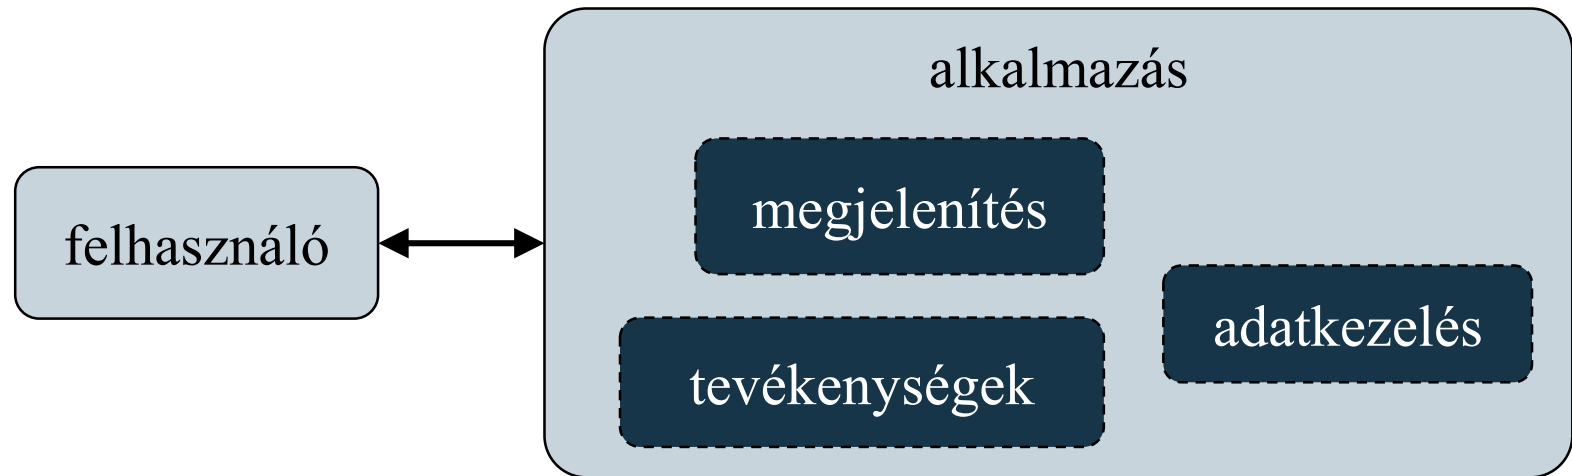 alkalmazás
megjelenítés
felhasználó
adatkezelés
tevékenységek